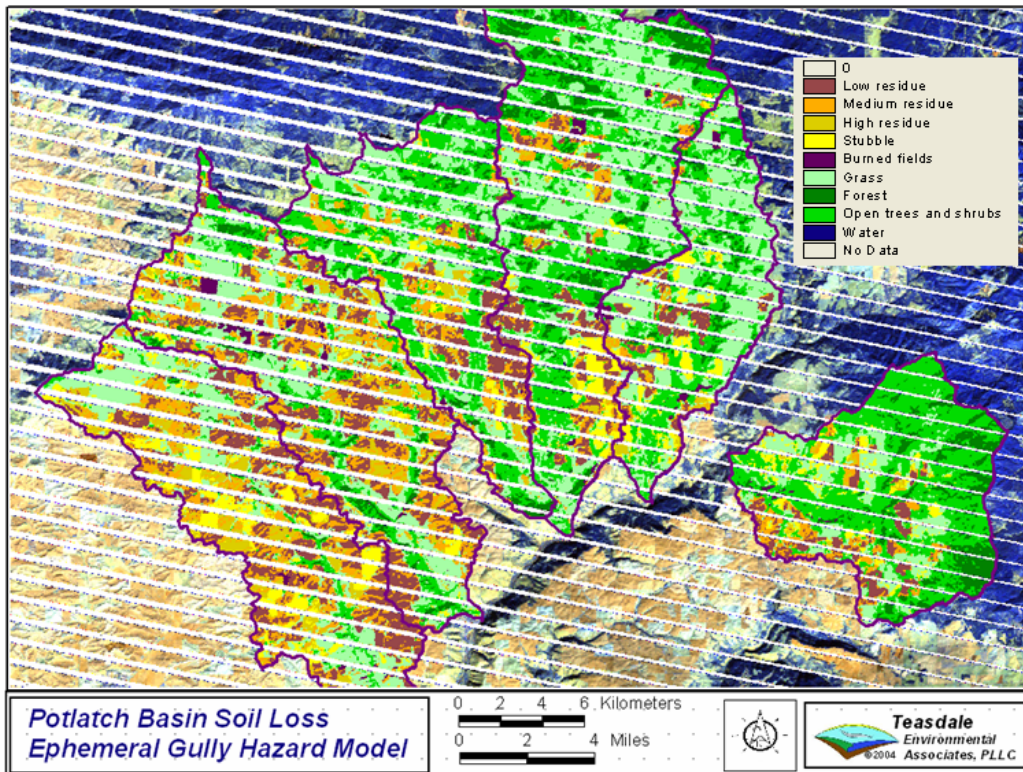 0
Low residue
Medium residue
High residue
Stubble
Burned fields
Grass
Forest
Open trees and shrubs
Water
No Data
Potlatch Basin Soil Loss
Ephemeral Gully Hazard Model
0 2 4 6 Kilometers
0 2 4 Miles
Teasdale
Environmental
©2004 Associates, PLLC